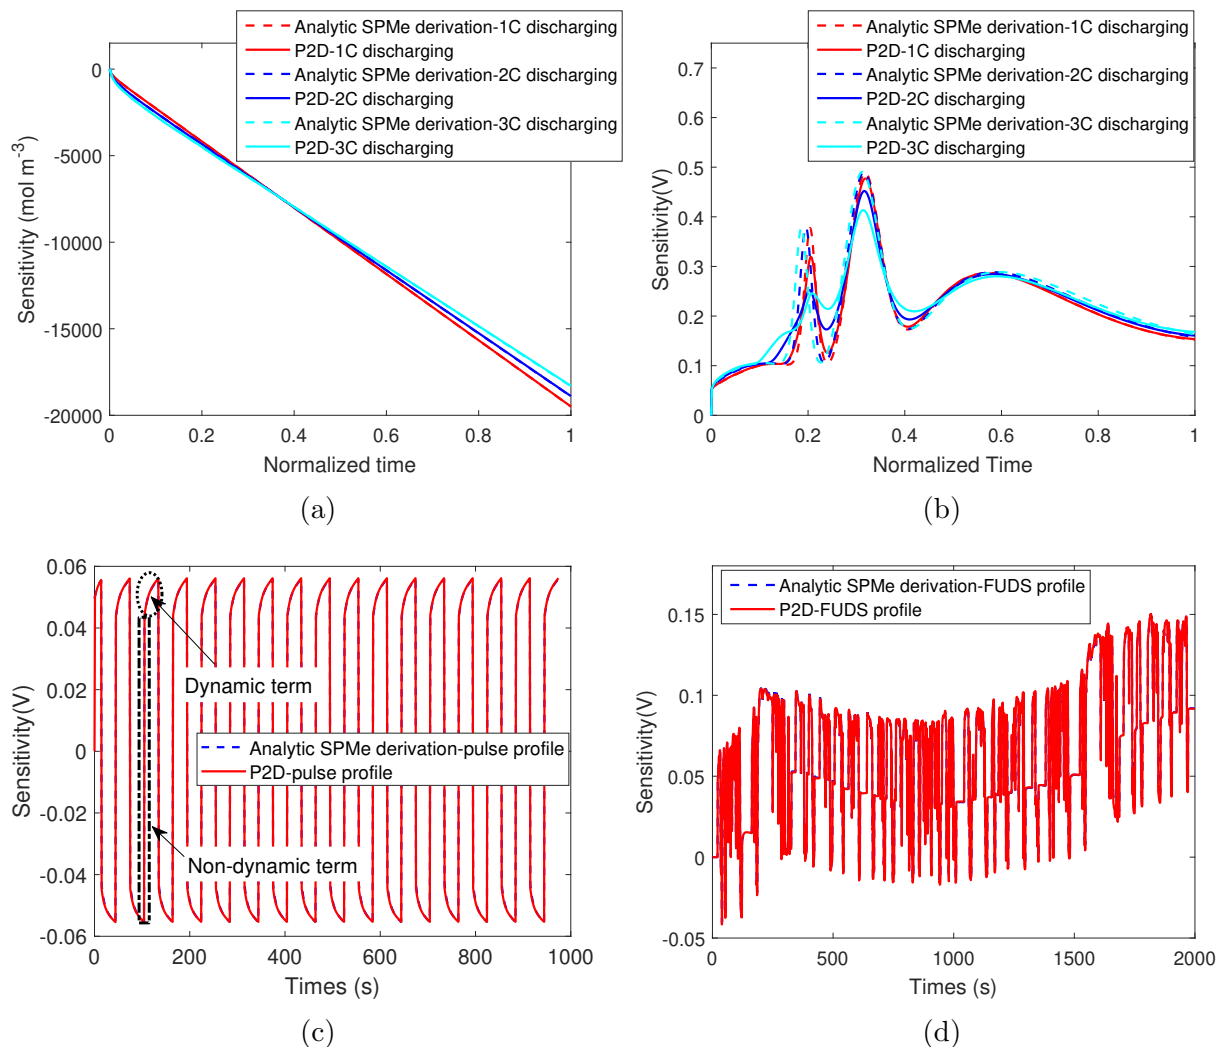 Analytic SPMe derivation-1C discharging
P2D-1C discharging
Analytic SPMe derivation-2C discharging
P2D-2C discharging
Analytic SPMe derivation-3C discharging
P2D-3C discharging
0
-5000
-10000
-15000
-20000
Sensitivity (mol m-3)
0 0.2 0.4 0.6 0.8 1
Normalized time
(a)
Analytic SPMe derivation-1C discharging
P2D-1C discharging
Analytic SPMe derivation-2C discharging
P2D-2C discharging
Analytic SPMe derivation-3C discharging
P2D-3C discharging
0.7
0.6
0.5
0.4
0.3
0.2
0.1
0
Sensitivity(V)
0 0.2 0.4 0.6 0.8 1
Normalized Time
(b)
0.06
0.04
0.02
0
-0.02
-0.04
-0.06
Sensitivity(V)
Dynamic term
Analytic SPMe derivation-pulse profile
P2D-pulse profile
Non-dynamic term
0 200 400 600 800 1000
Times (s)
(c)
Analytic SPMe derivation-FUDS profile
P2D-FUDS profile
0.15
0.1
0.05
0
-0.05
Sensitivity(V)
0 500 1000 1500 2000
Times (s)
(d)